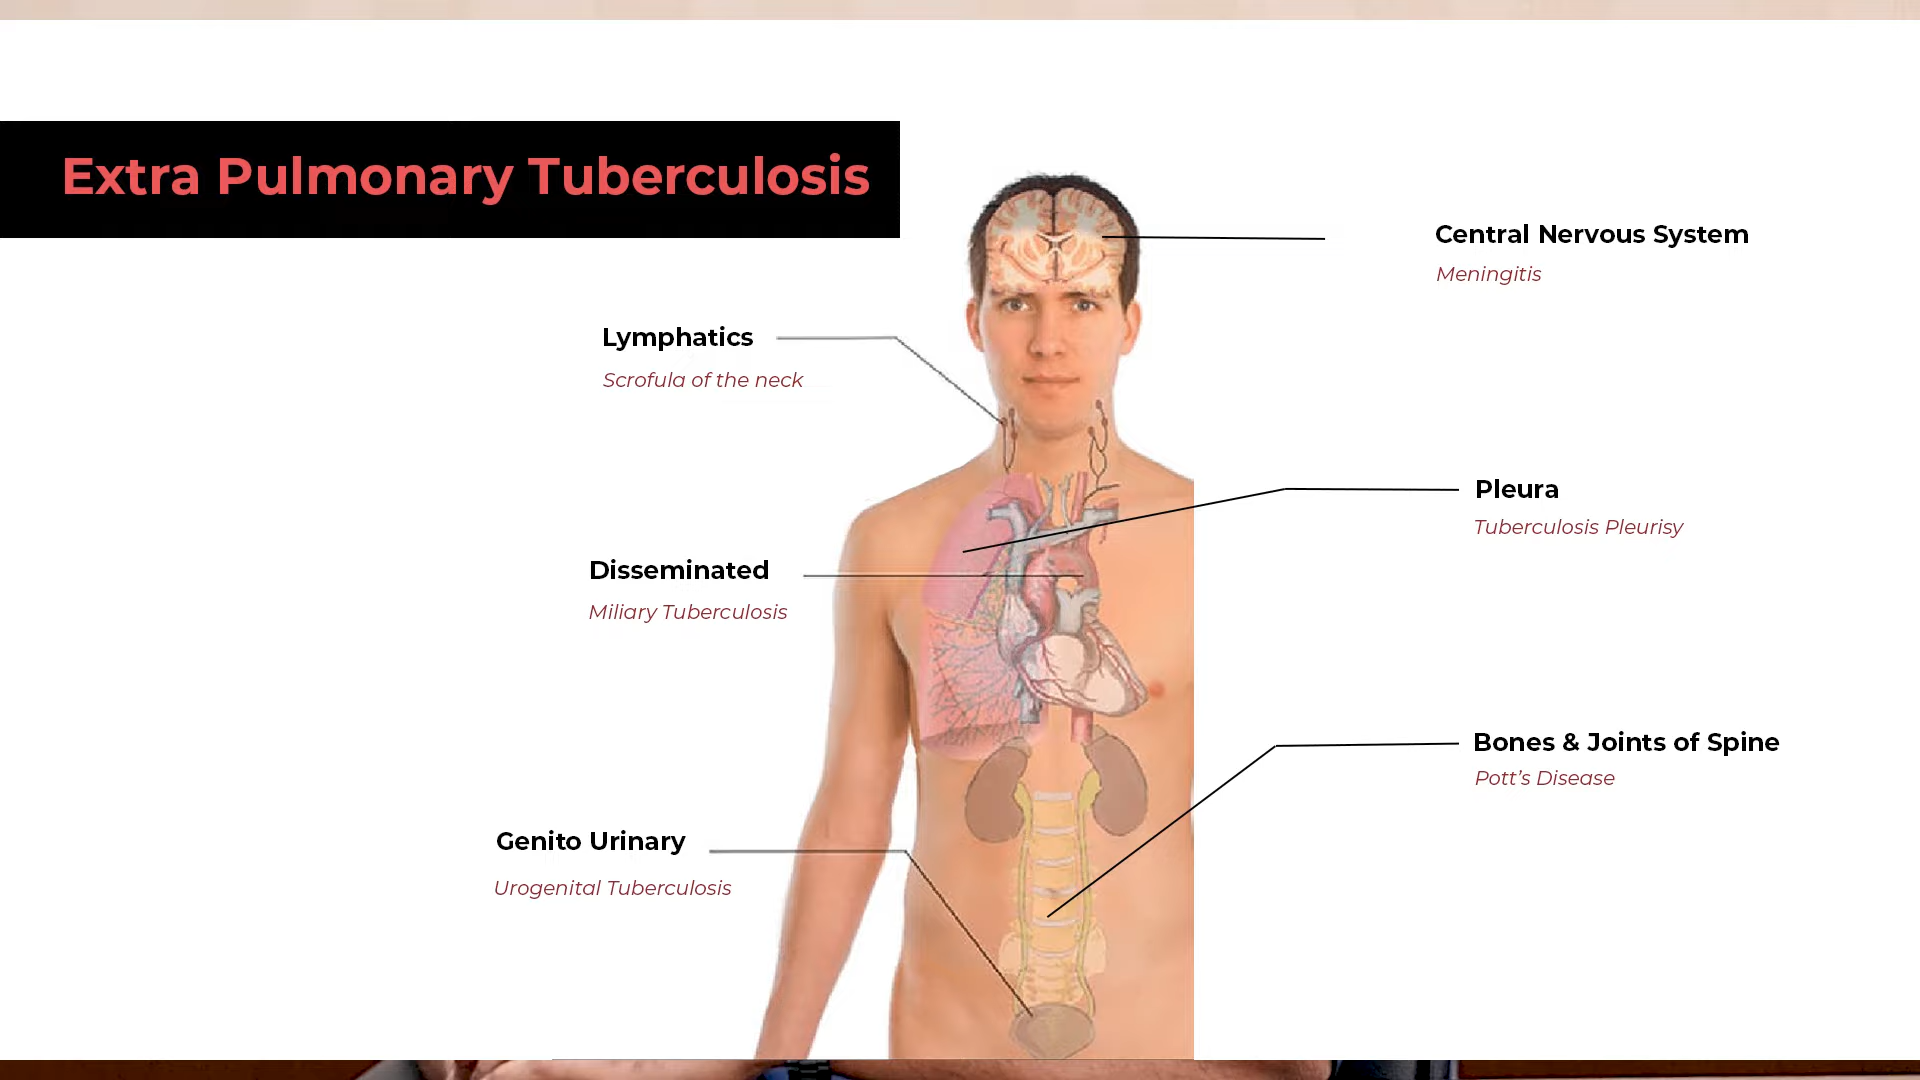 Extra Pulmonary Tuberculosis
Central Nervous System
Meningitis
Lymphatics
Scrofula of the neck
Pleura
Tuberculosis Pleurisy
Disseminated
Miliary Tuberculosis
Bones & Joints of Spine
Pott’s Disease
Genito Urinary
Urogenital Tuberculosis